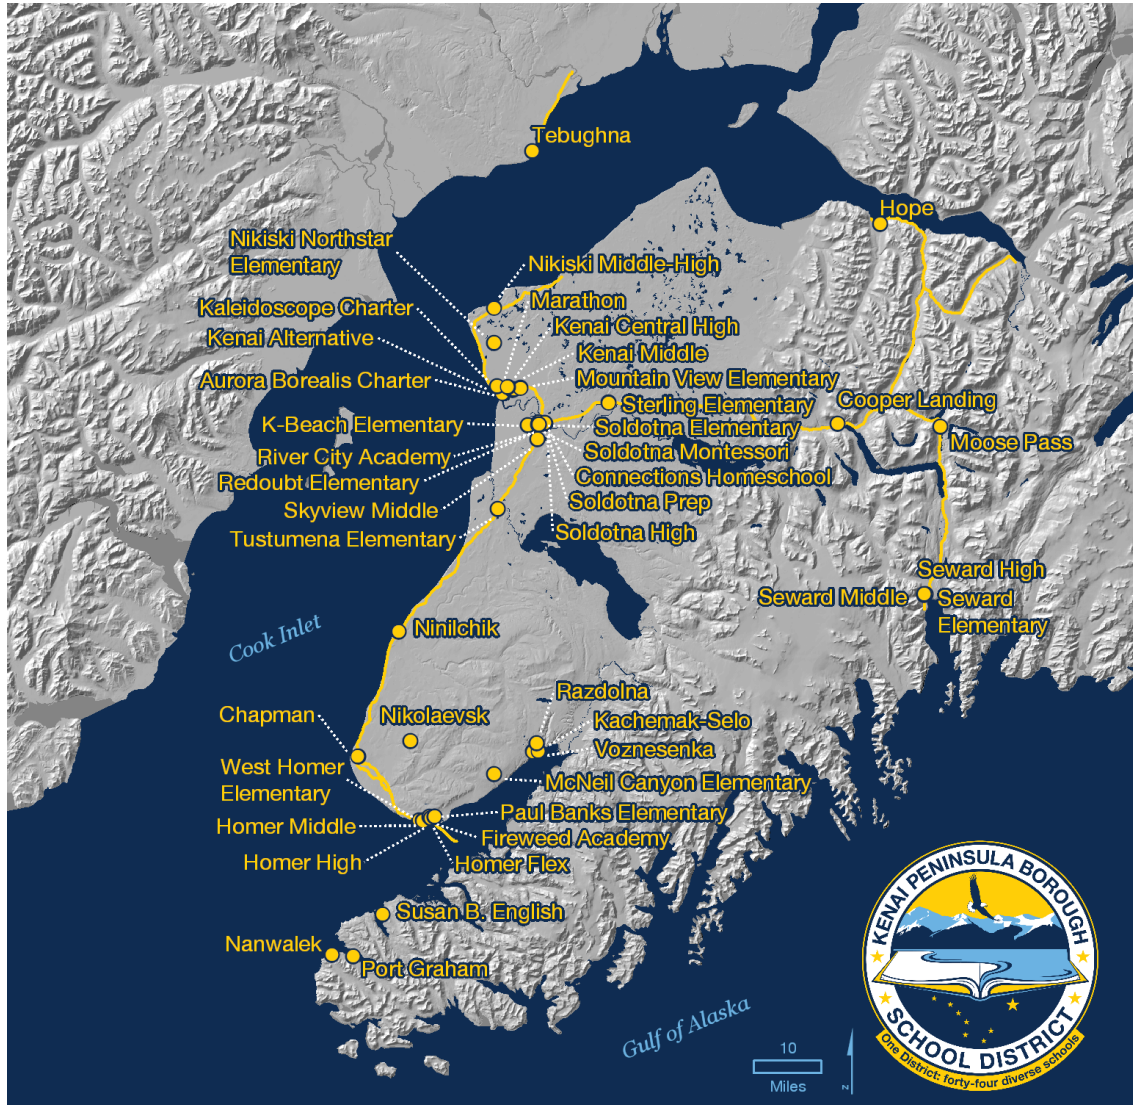 Tebughna
Hope
Nikiski Northstar
Elementary
Nikiski Middle-High
Kaleidoscope Charter
Marathon
Kenai Alternative
Kenai Central High
Kenai Middle
Aurora Borealis Charter
Mountain View Elementary
Sterling Elementary
Cooper Landing
K-Beach Elementary
Soldotna Elementary
Moose Pass
River City Academy
Soldotna Montessori
Redoubt Elementary
Connections Homeschool
Skyview Middle
Soldotna Prep
Tustumena Elementary
Soldotna High
Seward High
Seward Middle
Seward
Elementary
Cook Inlet
Ninilchik
Razdolna
Chapman
Nikolaevsk
Kachemak-Selo
Voznesenka
West Homer
Elementary
McNeil Canyon Elementary
Homer Middle
Paul Banks Elementary
Fireweed Academy
Homer High
Homer Flex
Susan B. English
Nanwalek
Port Graham
Gulf of Alaska
10
Miles
N
KENAI PENINSULA BOROUGH
SCHOOL DISTRICT
One District: forty-four diverse schools